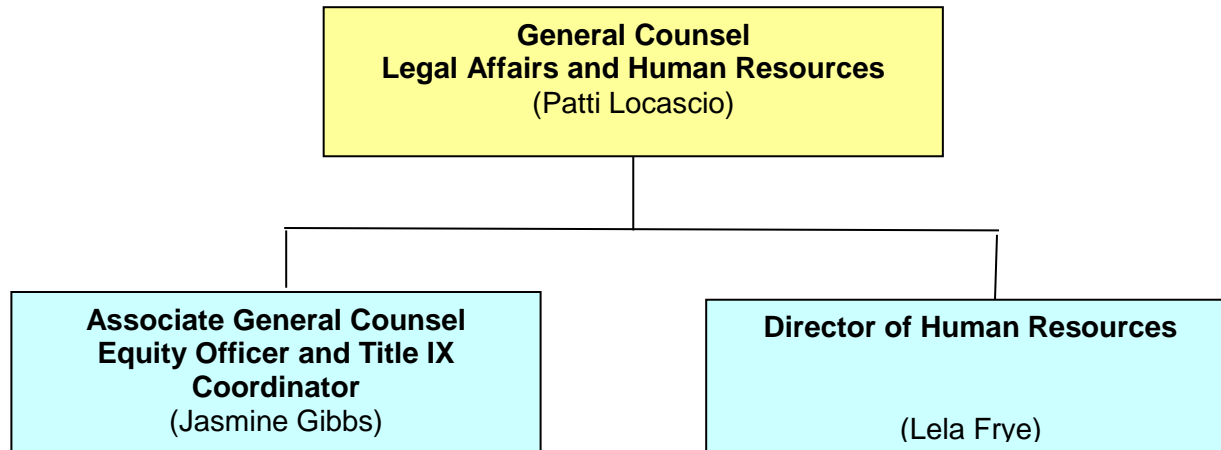 General Counsel
Legal Affairs and Human Resources
(Patti Locascio)
Associate General Counsel
Equity Officer and Title IX
Coordinator
(Jasmine Gibbs)
Director of Human Resources
(Lela Frye)